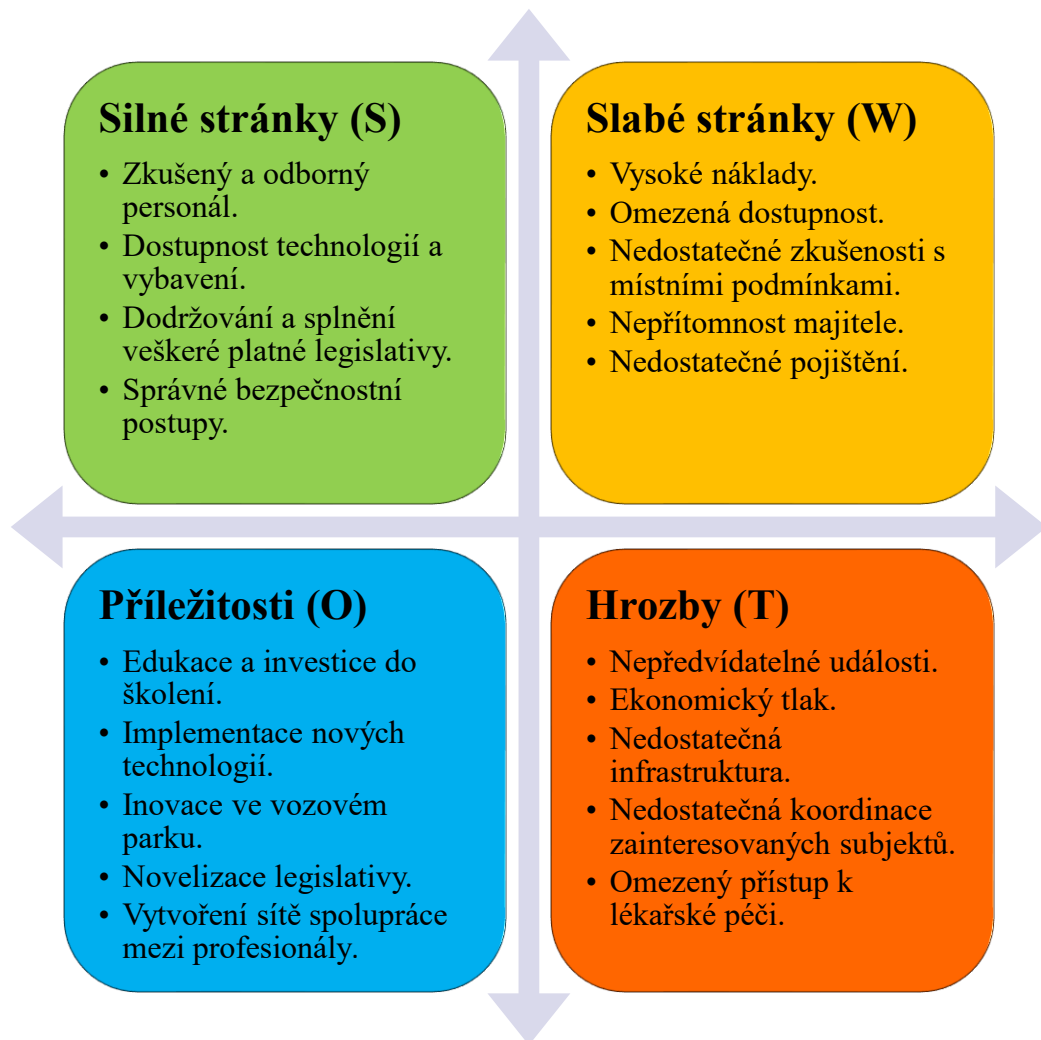 Silné stránky (S)
• Zkušený a odborný
personál.
• Dostupnost technologií a
vybavení.
• Dodržování a splnění
veškeré platné legislativy.
• Správné bezpečnostní
postupy.
Slabé stránky (W)
• Vysoké náklady.
• Omezená dostupnost.
• Nedostatečné zkušenosti s
místními podmínkami.
• Nepřítomnost majitele.
• Nedostatečné pojištění.
Příležitosti (O)
• Edukace a investice do
školení.
• Implementace nových
technologií.
• Inovace ve vozovém
parku.
• Novelizace legislativy.
• Vytvoření sítě spolupráce
mezi profesionály.
Hrozby (T)
• Nepředvídatelné události.
• Ekonomický tlak.
• Nedostatečná
infrastruktura.
• Nedostatečná koordinace
zainteresovaných subjektů.
• Omezený přístup k
lékařské péči.